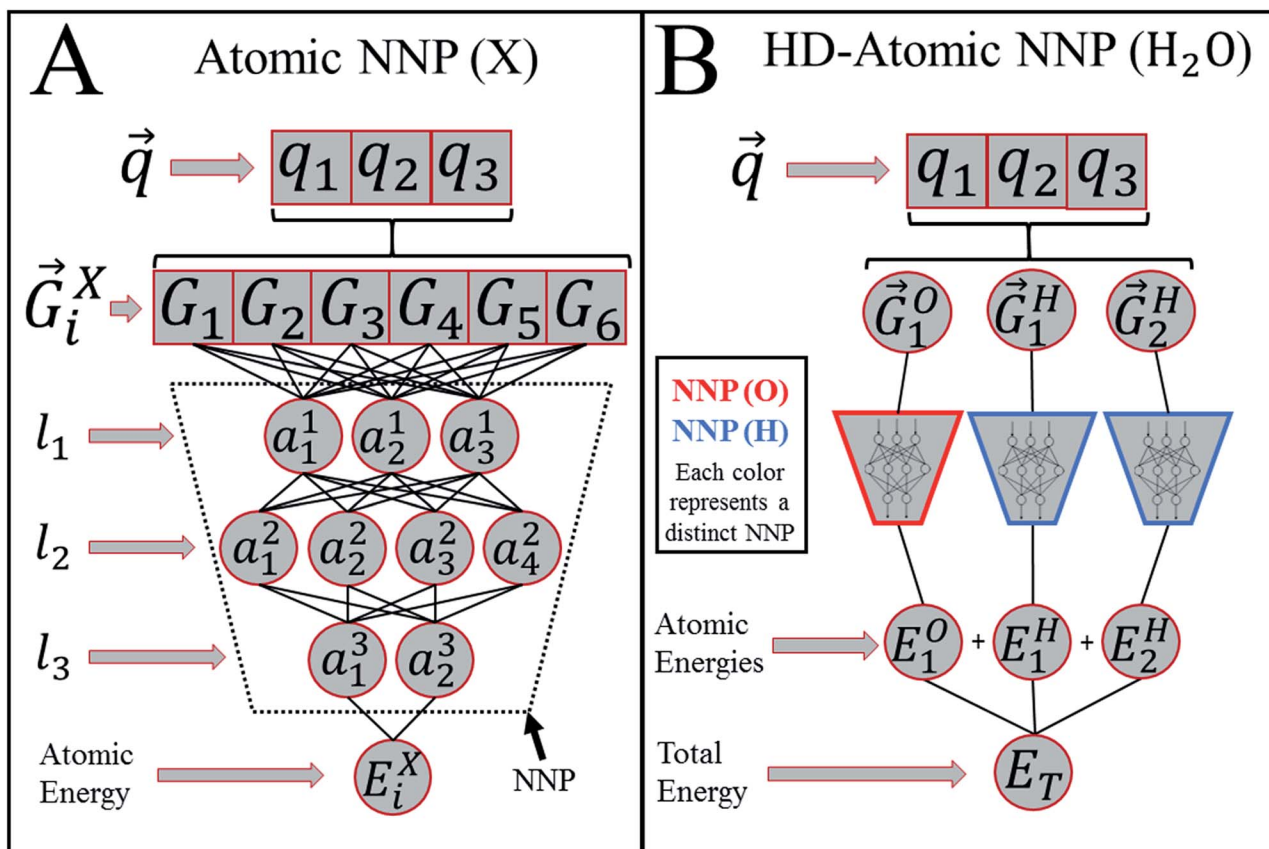 A
Atomic NNP (X)
q⃗
q₁ q₂ q₃
G⃗ᵢˣ
G₁ G₂ G₃ G₄ G₅ G₆
l₁
a₁¹ a₂¹ a₃¹
l₂
a₁² a₂² a₃² a₄²
l₃
a₁³ a₂³
Atomic
Energy
Eᵢˣ
NNP
B
HD-Atomic NNP (H₂O)
q⃗
q₁ q₂ q₃
G⃗₁ᴼ G⃗₁ᴴ G⃗₂ᴴ
NNP (O)
NNP (H)
Each color
represents a
distinct NNP
Atomic
Energies
E₁ᴼ + E₁ᴴ + E₂ᴴ
Total
Energy
E_T